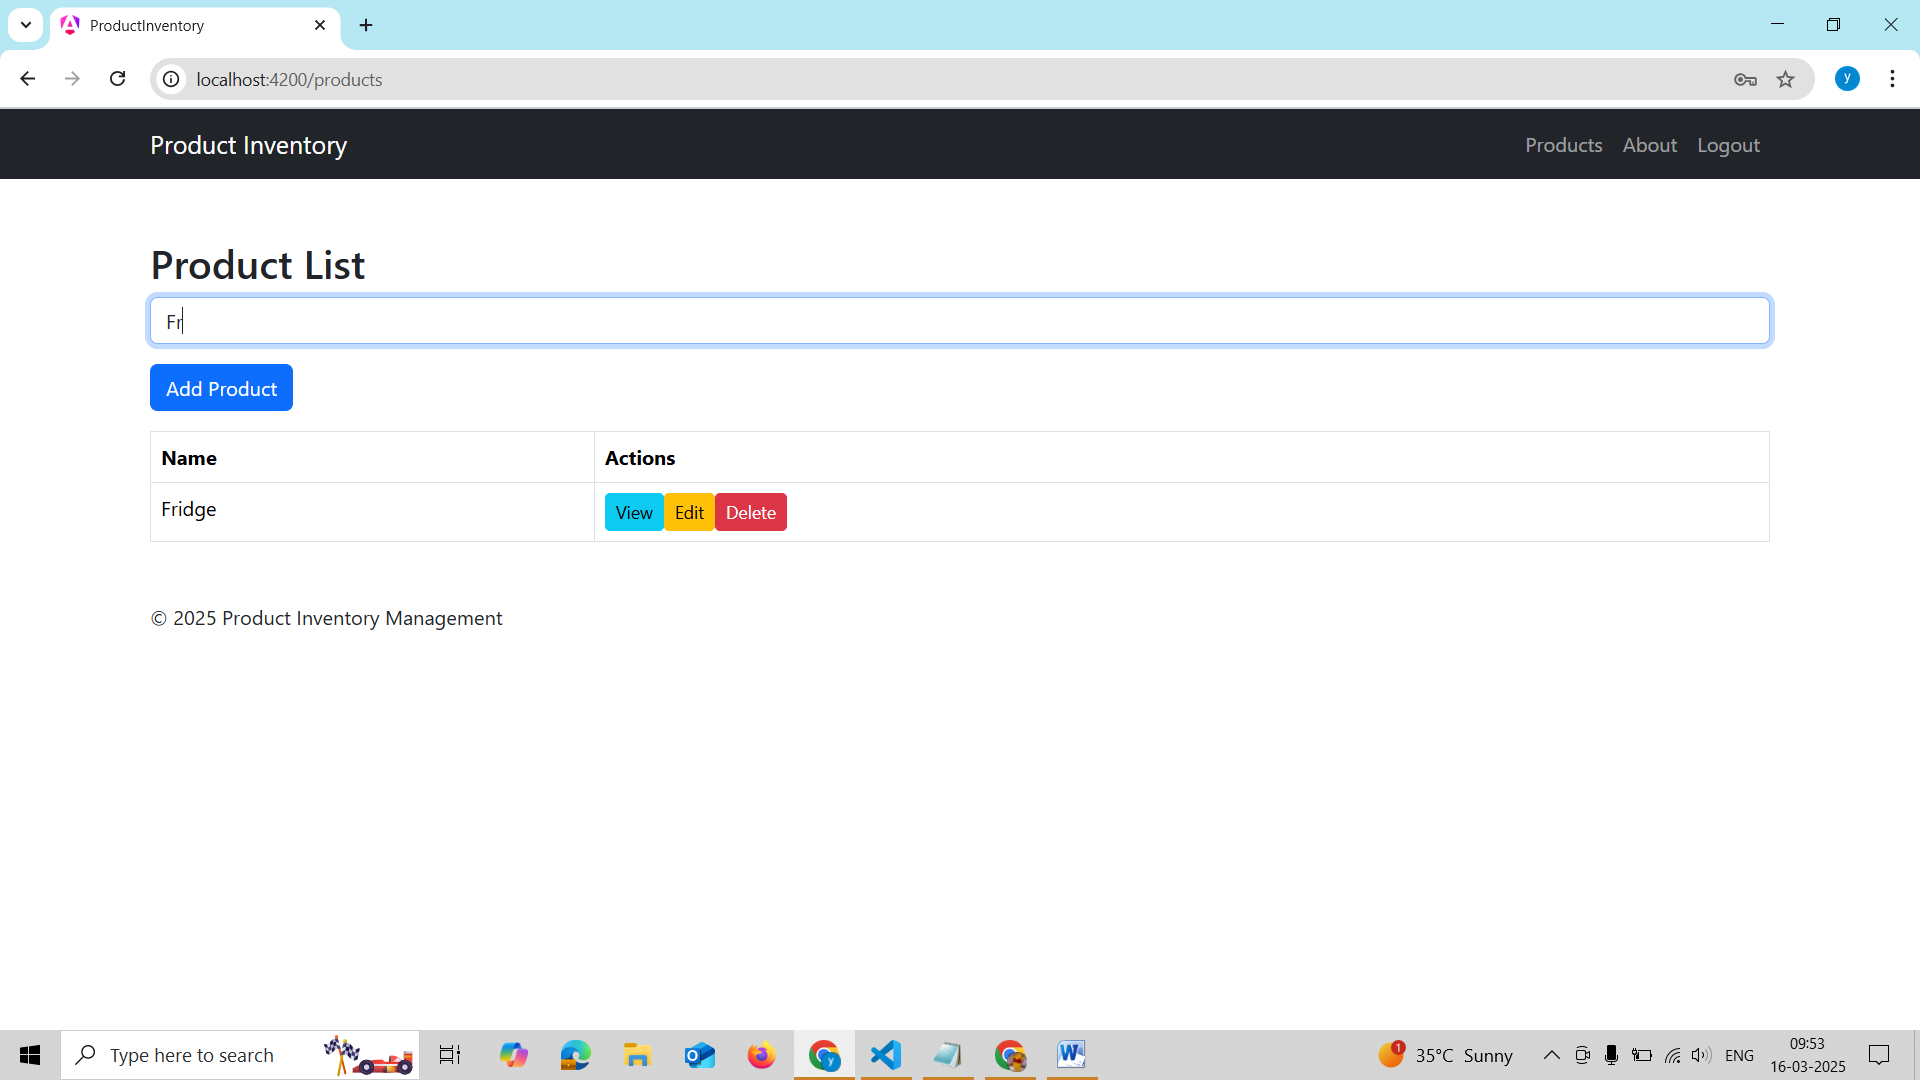 ProductInventory
localhost:4200/products
y
Product Inventory
Products About Logout
Product List
Fr
Add Product
Name Actions
Fridge View Edit Delete
© 2025 Product Inventory Management
Type here to search
1
35°C Sunny
ENG
09:53
16-03-2025